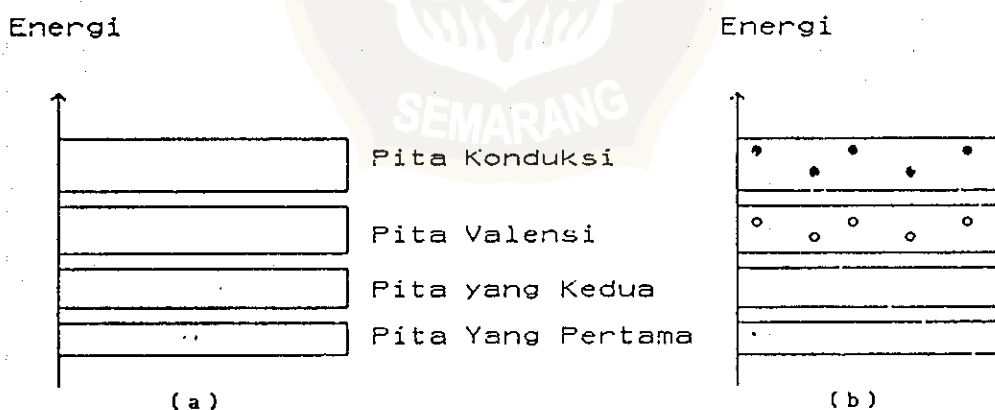 Energi
Energi
SEMARANG
Pita Konduksi
Pita Valensi
Pita yang Kedua
Pita Yang Pertama
(a)
(b)